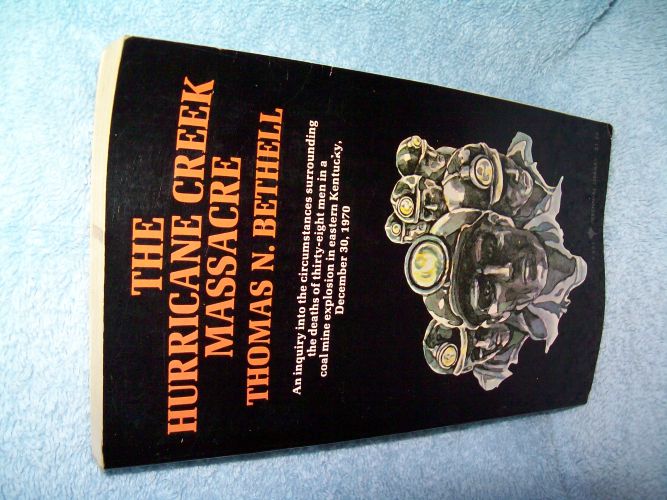 THE
HURRICANE CREEK
MASSACRE
THOMAS N. BETHELL
An inquiry into the circumstances surrounding
the deaths of thirty-eight men in a
coal mine explosion in eastern Kentucky,
December 30, 1970